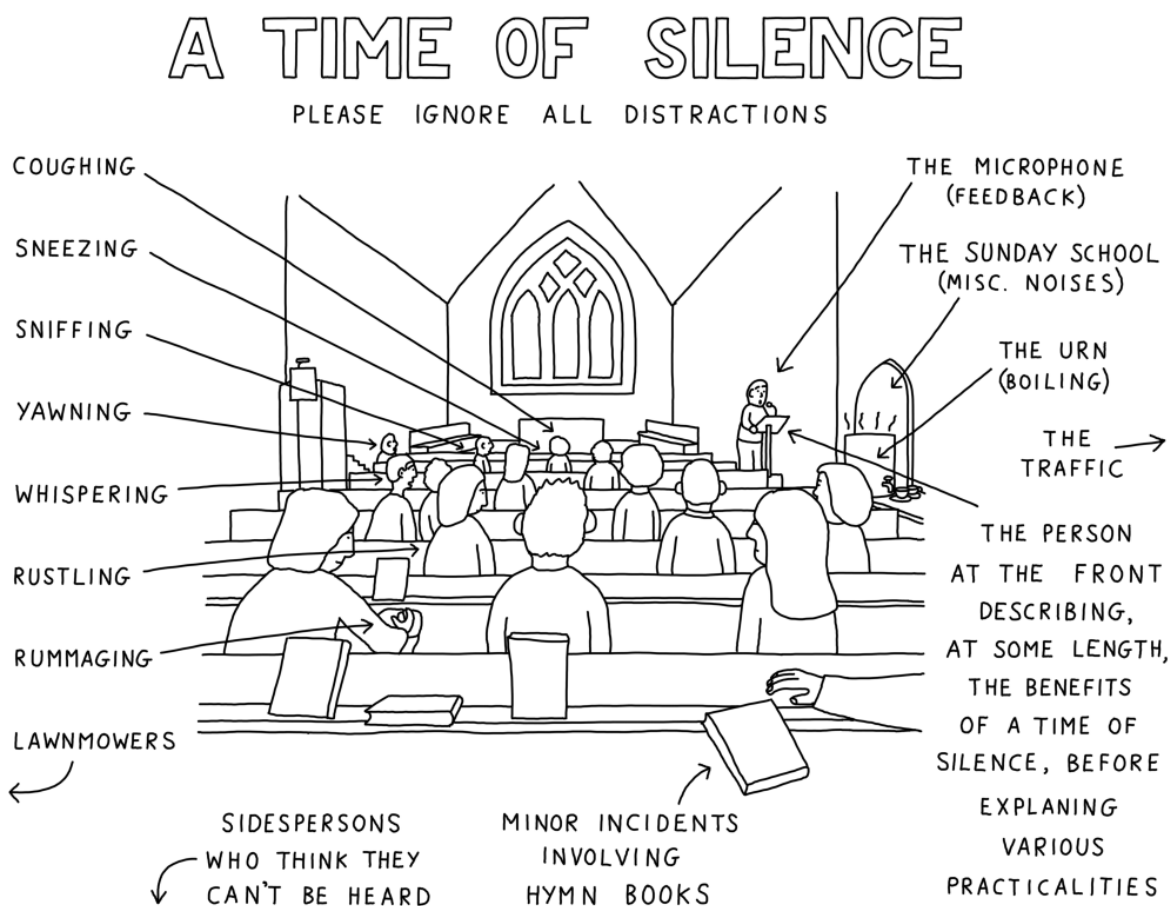 A TIME OF SILENCE
PLEASE IGNORE ALL DISTRACTIONS
COUGHING
SNEEZING
SNIFFING
YAWNING
WHISPERING
RUSTLING
RUMMAGING
LAWNMOWERS
SIDESPERSONS
WHO THINK THEY
CAN'T BE HEARD
MINOR INCIDENTS
INVOLVING
HYMN BOOKS
THE MICROPHONE
(FEEDBACK)
THE SUNDAY SCHOOL
(MISC. NOISES)
THE URN
(BOILING)
THE
TRAFFIC
THE PERSON
AT THE FRONT
DESCRIBING,
AT SOME LENGTH,
THE BENEFITS
OF A TIME OF
SILENCE, BEFORE
EXPLANING
VARIOUS
PRACTICALITIES